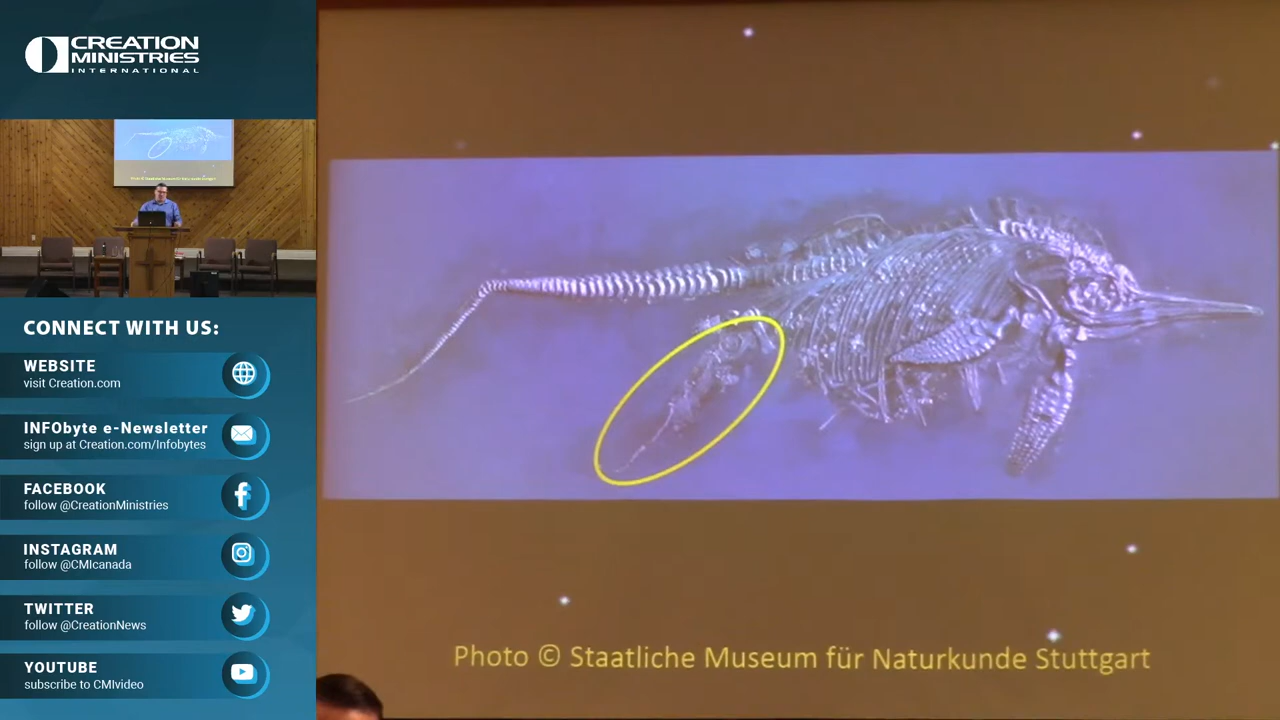 CREATION
MINISTRIES
INTERNATIONAL
CONNECT WITH US:
WEBSITE
visit Creation.com
INFObyte e-Newsletter
sign up at Creation.com/Infobytes
FACEBOOK
follow @CreationMinistries
INSTAGRAM
follow @CMIcanada
TWITTER
follow @CreationNews
YOUTUBE
subscribe to CMIvideo
Photo © Staatliche Museum für Naturkunde Stuttgart